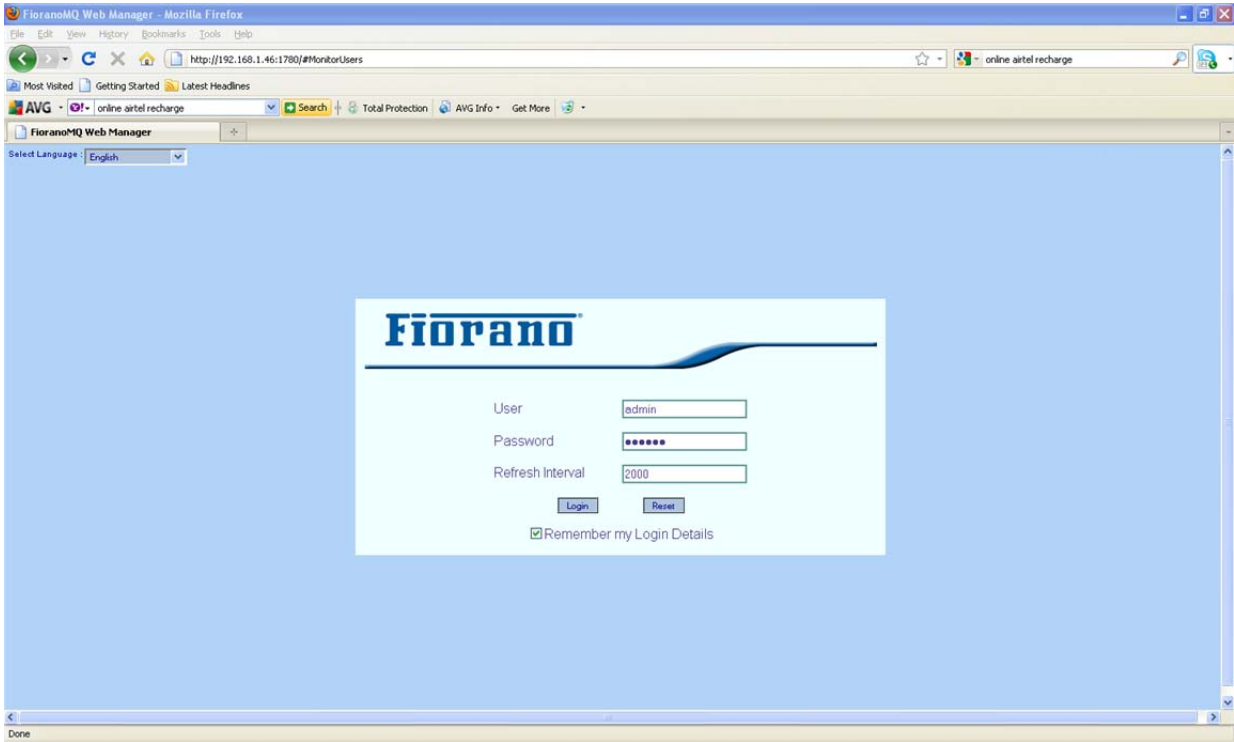 FioranoMQ Web Manager - Mozilla Firefox
File Edit View History Bookmarks Tools Help
http://192.168.1.46:1780/#MonitorUsers
online airtel recharge
Most Visited Getting Started Latest Headlines
AVG online airtel recharge Search Total Protection AVG Info Get More
FioranoMQ Web Manager
Select Language : English
Fiorano
User admin
Password ••••••
Refresh Interval 2000
Login Reset
Remember my Login Details
Done